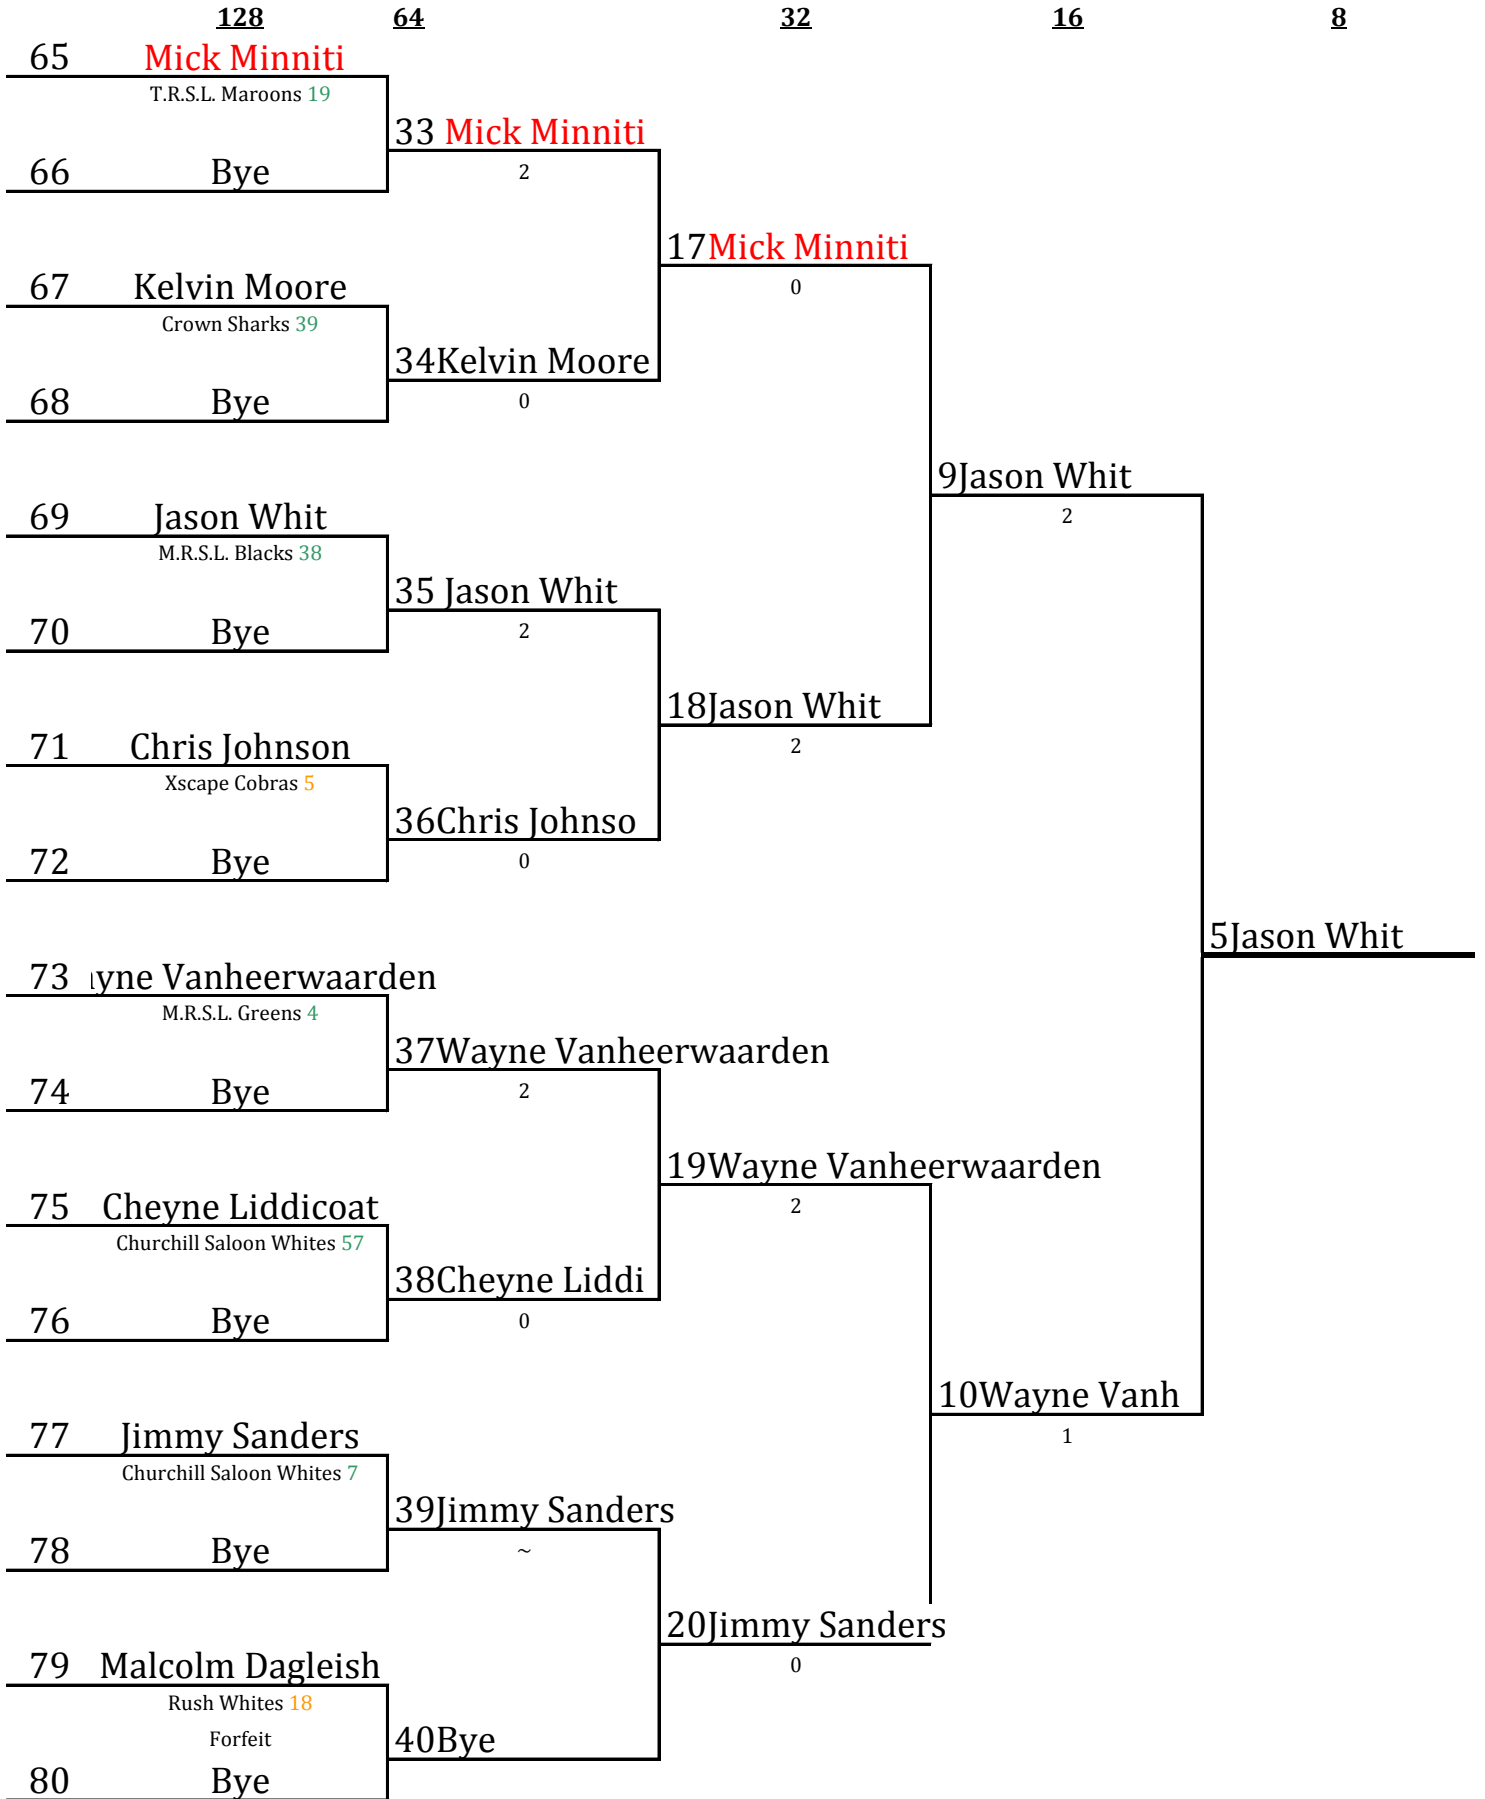 128 64 32 16 8
65 Mick Minniti
T.R.S.L. Maroons 19
33 Mick Minniti
66 Bye
2
17Mick Minniti
67 Kelvin Moore
0
Crown Sharks 39
34Kelvin Moore
68 Bye
0
9Jason Whit
69 Jason Whit
2
M.R.S.L. Blacks 38
35 Jason Whit
70 Bye
2
18Jason Whit
71 Chris Johnson
2
Xscape Cobras 5
36Chris Johnso
72 Bye
0
5Jason Whit
73 yne Vanheerwaarden
M.R.S.L. Greens 4
37Wayne Vanheerwaarden
74 Bye
2
19Wayne Vanheerwaarden
75 Cheyne Liddicoat
2
Churchill Saloon Whites 57
38Cheyne Liddi
76 Bye
0
10Wayne Vanh
77 Jimmy Sanders
1
Churchill Saloon Whites 7
39Jimmy Sanders
78 Bye
~
20Jimmy Sanders
79 Malcolm Dagleish
0
Rush Whites 18
Forfeit
40Bye
80 Bye